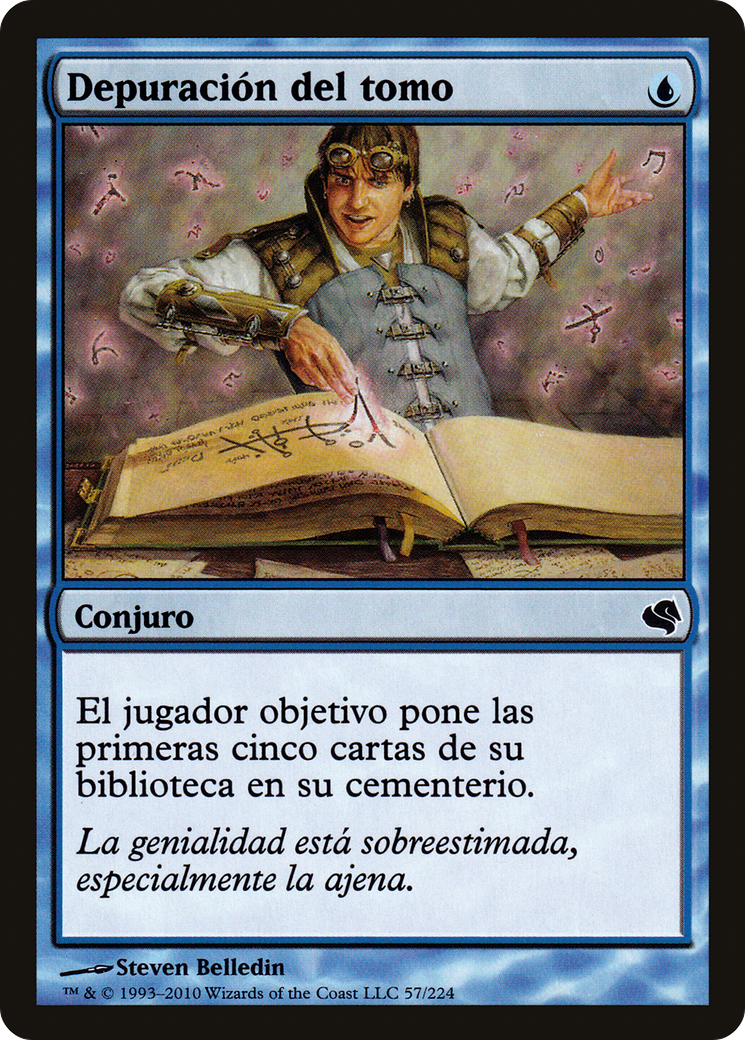 Depuración del tomo
Conjuro
El jugador objetivo pone las
primeras cinco cartas de su
biblioteca en su cementerio.
La genialidad está sobreestimada,
especialmente la ajena.
Steven Belledin
™ & © 1993–2010 Wizards of the Coast LLC 57/224